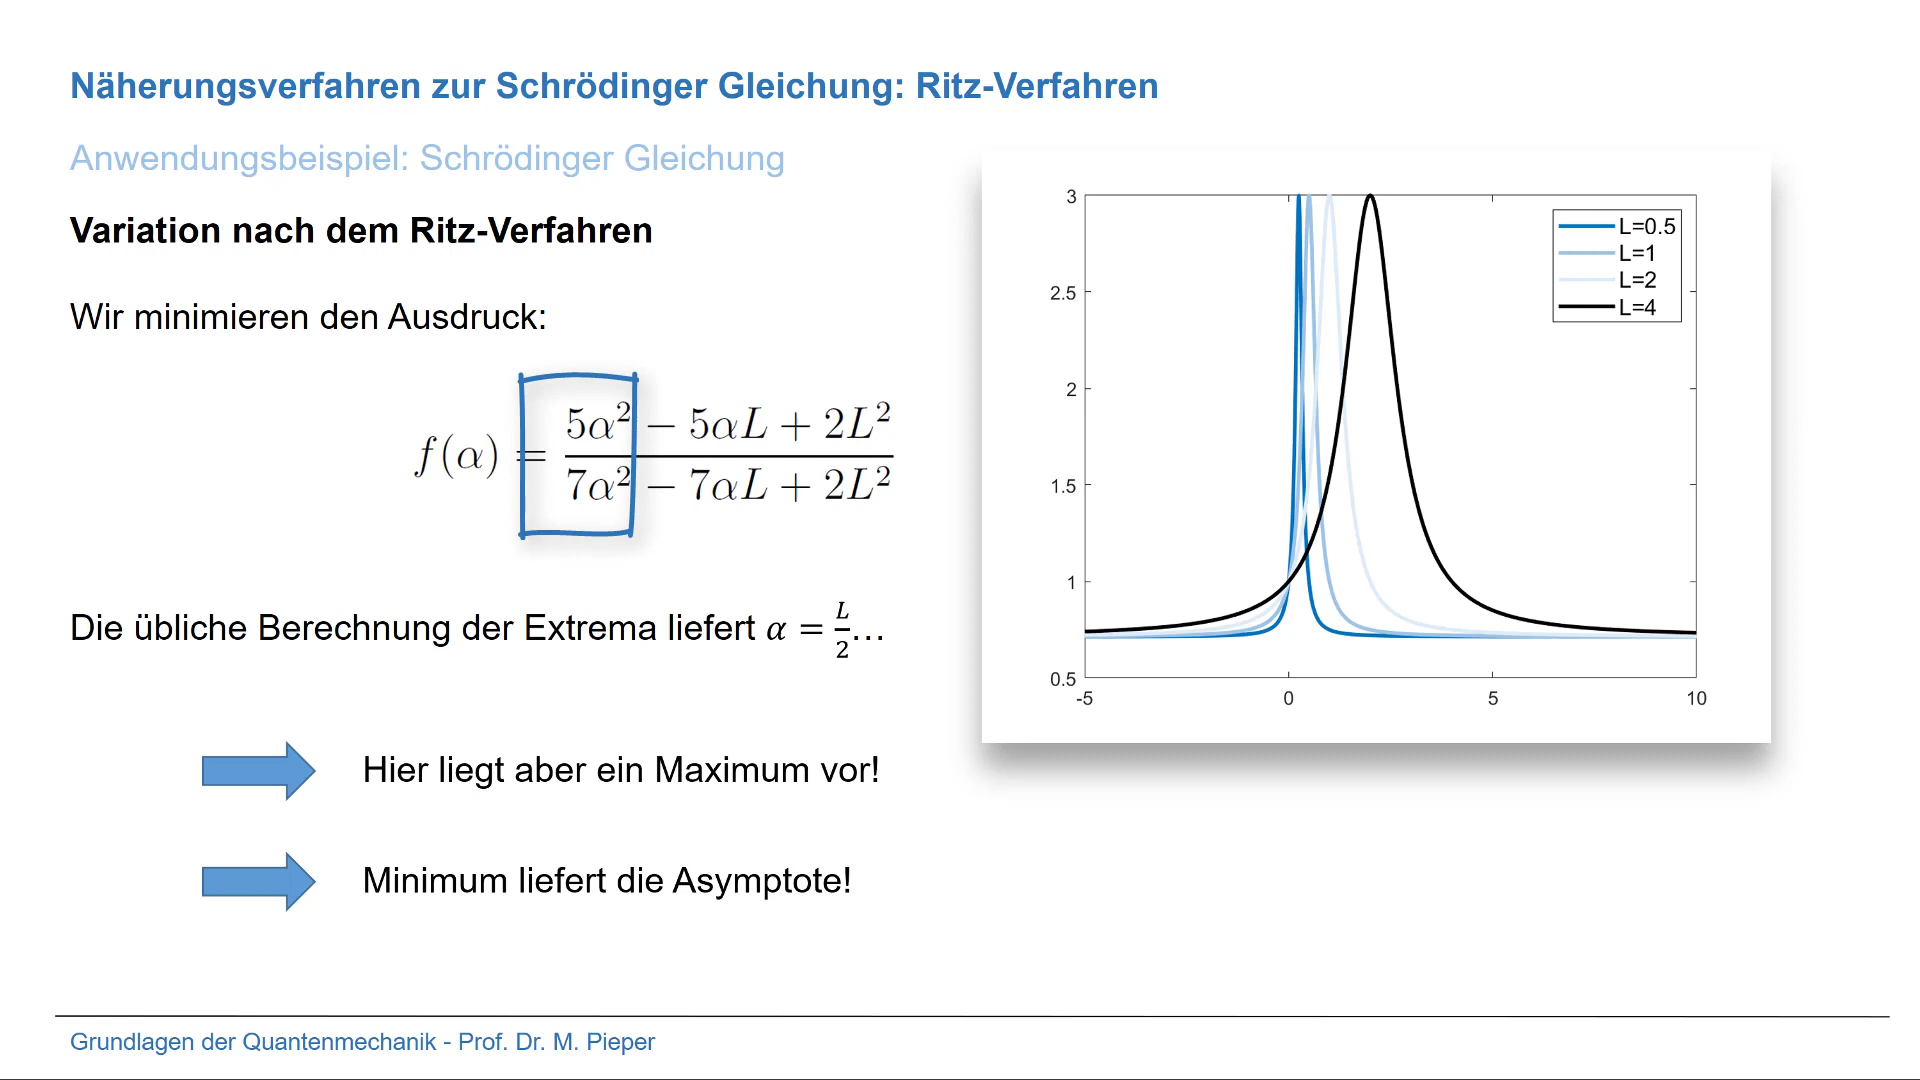 Näherungsverfahren zur Schrödinger Gleichung: Ritz-Verfahren
Anwendungsbeispiel: Schrödinger Gleichung
Variation nach dem Ritz-Verfahren
Wir minimieren den Ausdruck:
f(α) = (5α² − 5αL + 2L²) / (7α² − 7αL + 2L²)
Die übliche Berechnung der Extrema liefert α = L/2…
Hier liegt aber ein Maximum vor!
Minimum liefert die Asymptote!
3
2.5
2
1.5
1
0.5
-5
0
5
10
L=0.5
L=1
L=2
L=4
Grundlagen der Quantenmechanik - Prof. Dr. M. Pieper